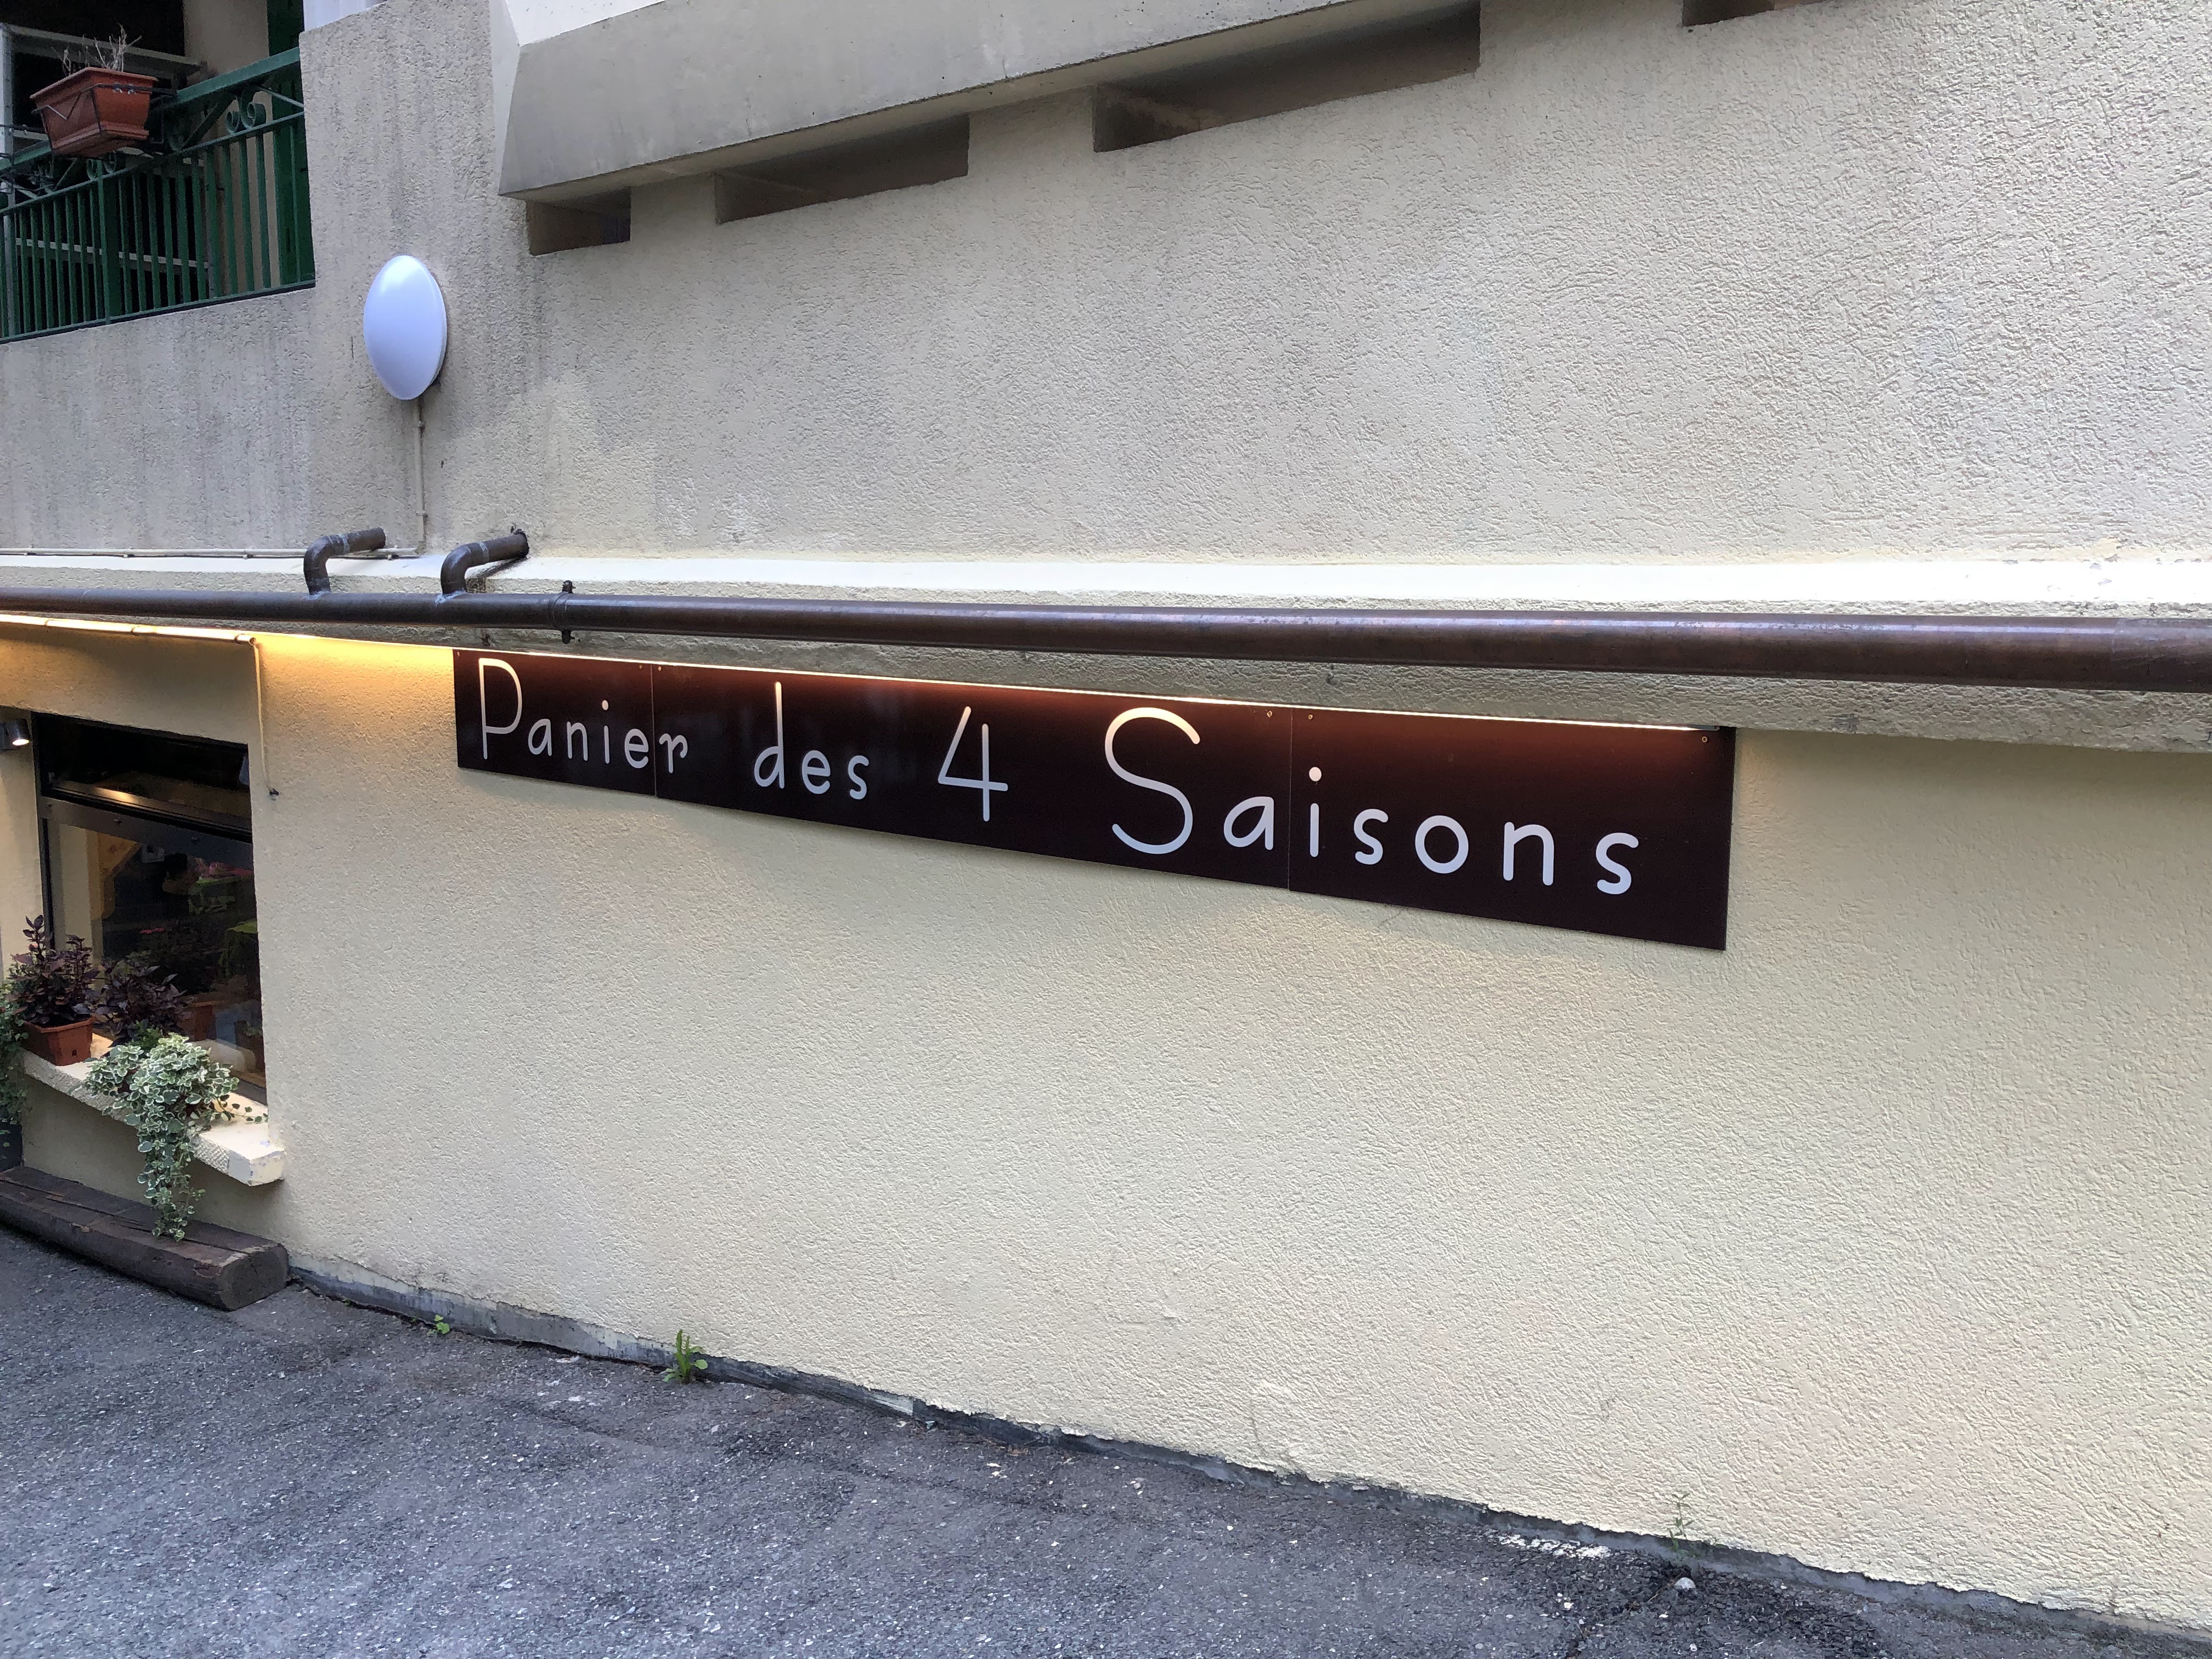 Panier des 4 Saisons